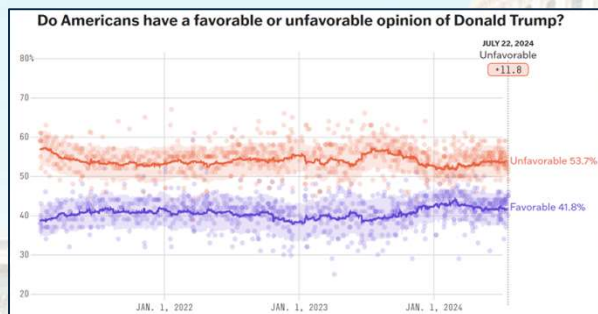 Do Americans have a favorable or unfavorable opinion of Donald Trump?
JULY 22, 2024
Unfavorable
+11.8
80%
70
60
50
40
30
20
Unfavorable 53.7%
Favorable 41.8%
JAN. 1, 2022
JAN. 1, 2023
JAN. 1, 2024